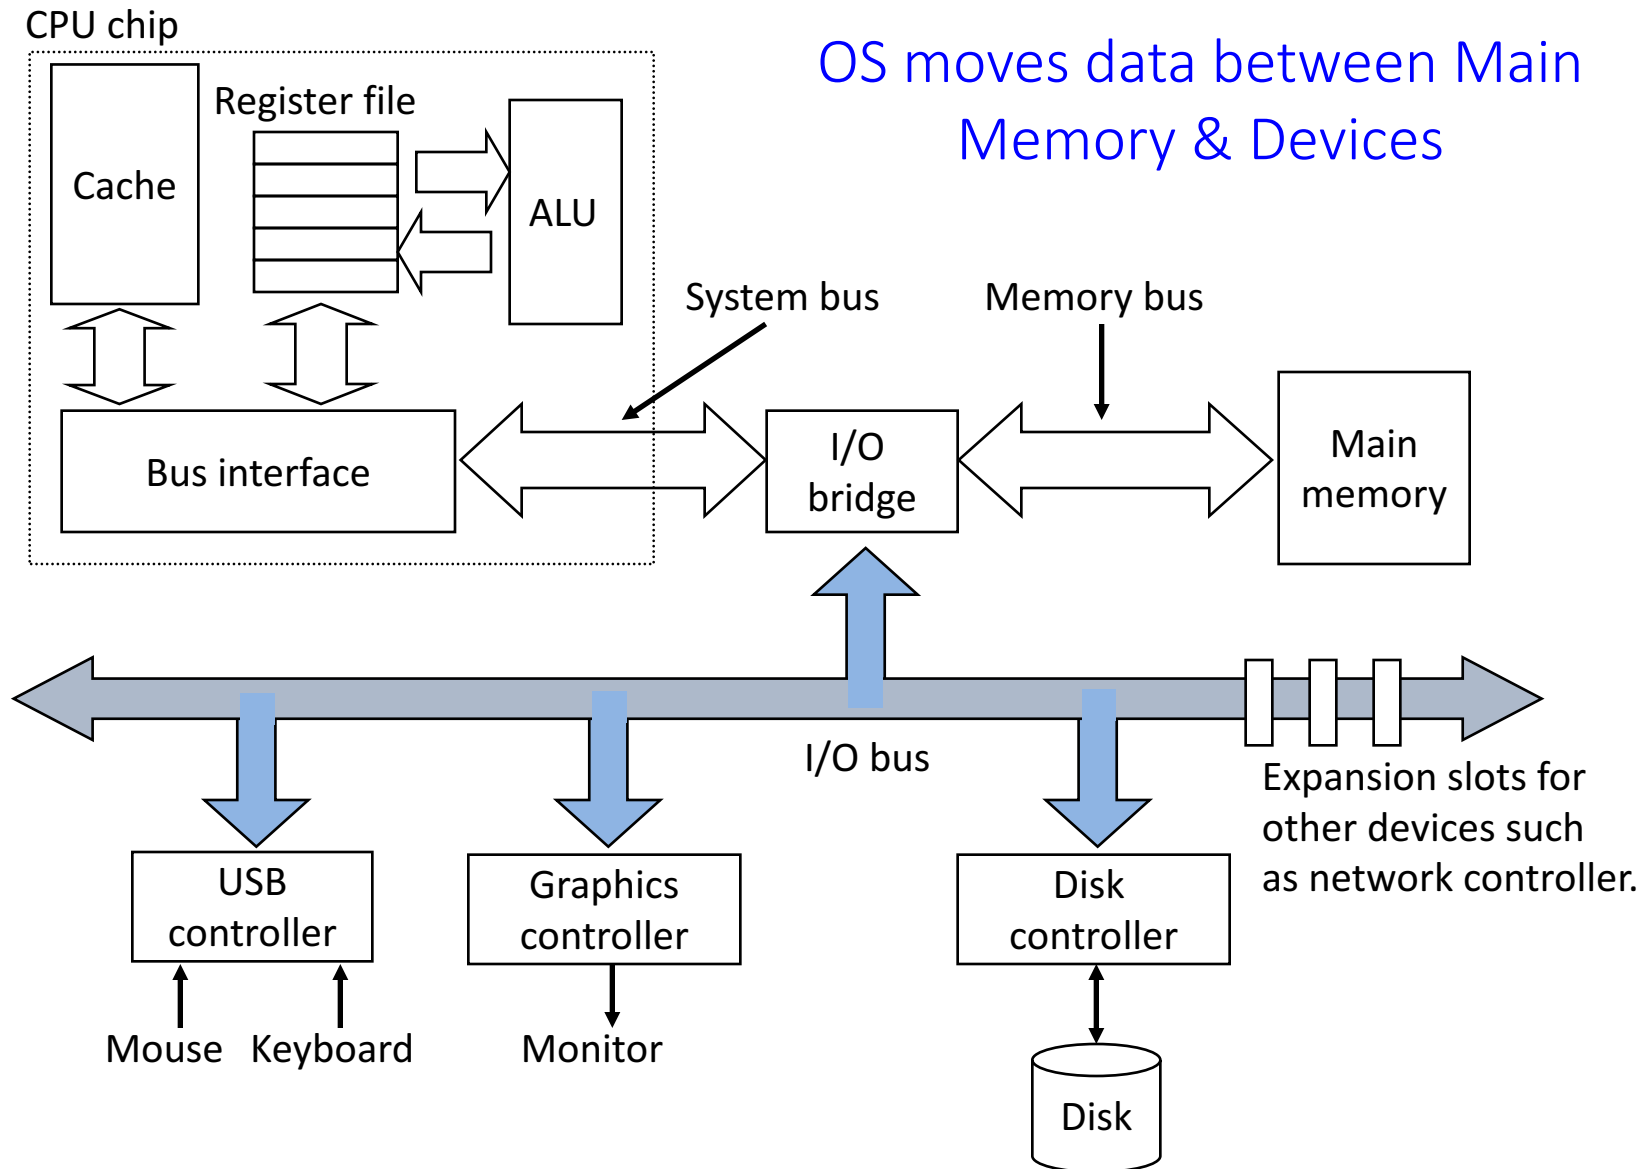 CPU chip
OS moves data between Main
Memory & Devices
Register file
Cache
ALU
System bus
Memory bus
Bus interface
I/O
bridge
Main
memory
I/O bus
Expansion slots for
other devices such
as network controller.
USB
controller
Graphics
controller
Disk
controller
Mouse
Keyboard
Monitor
Disk